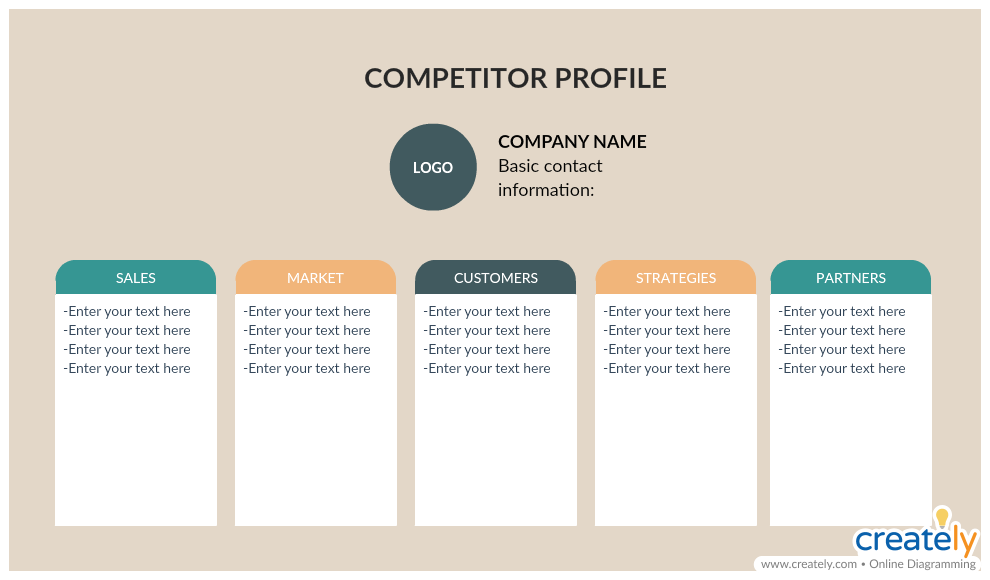 COMPETITOR PROFILE
LOGO
COMPANY NAME
Basic contact
information:
SALES
-Enter your text here
-Enter your text here
-Enter your text here
-Enter your text here
MARKET
-Enter your text here
-Enter your text here
-Enter your text here
-Enter your text here
CUSTOMERS
-Enter your text here
-Enter your text here
-Enter your text here
-Enter your text here
STRATEGIES
-Enter your text here
-Enter your text here
-Enter your text here
-Enter your text here
PARTNERS
-Enter your text here
-Enter your text here
-Enter your text here
-Enter your text here
creately
www.creately.com • Online Diagramming